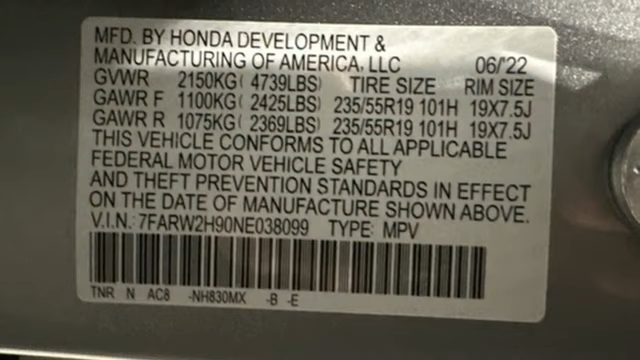 MFD. BY HONDA DEVELOPMENT &
MANUFACTURING OF AMERICA, LLC 06/'22
GVWR 2150KG( 4739LBS) TIRE SIZE RIM SIZE
GAWR F 1100KG( 2425LBS) 235/55R19 101H 19X7.5J
GAWR R 1075KG( 2369LBS) 235/55R19 101H 19X7.5J
THIS VEHICLE CONFORMS TO ALL APPLICABLE
FEDERAL MOTOR VEHICLE SAFETY
AND THEFT PREVENTION STANDARDS IN EFFECT
ON THE DATE OF MANUFACTURE SHOWN ABOVE.
V.I.N.: 7FARW2H90NE038099 TYPE: MPV
TNR N AC8 -NH830MX -B -E